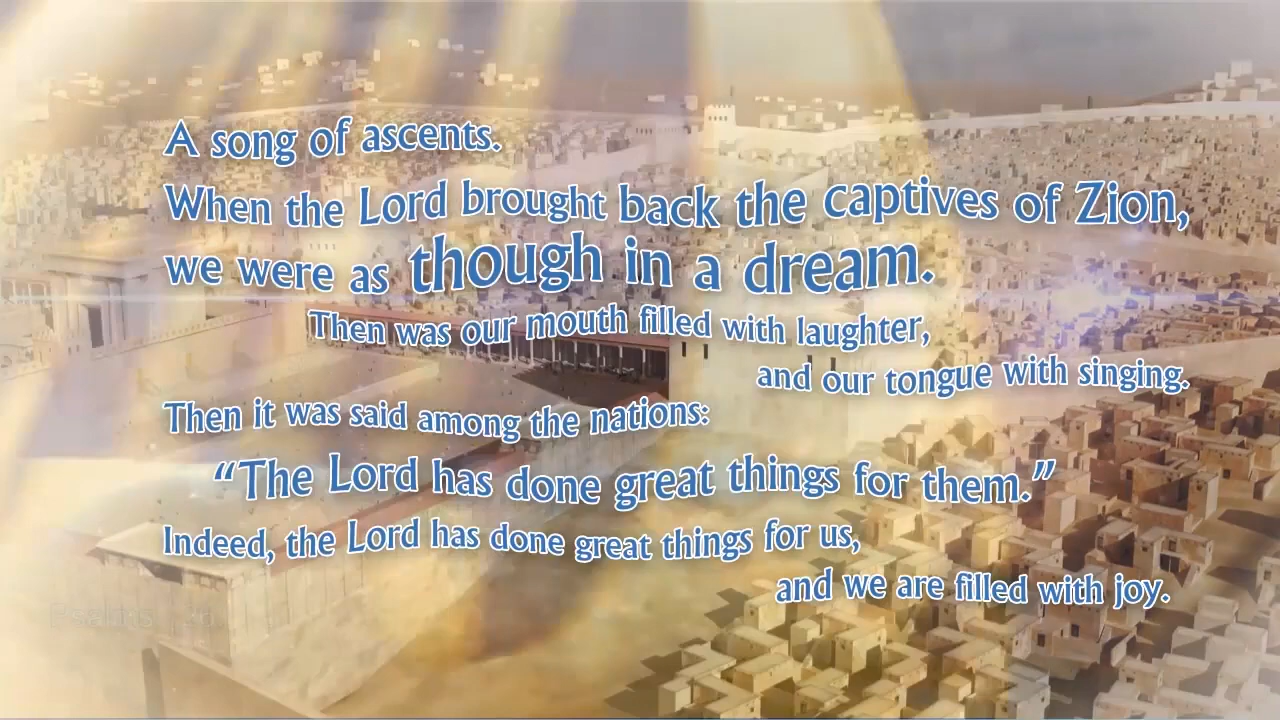 A song of ascents.
When the Lord brought back the captives of Zion,
we were as though in a dream.
Then was our mouth filled with laughter,
and our tongue with singing.
Then it was said among the nations:
“The Lord has done great things for them.”
Indeed, the Lord has done great things for us,
and we are filled with joy.
Psalms